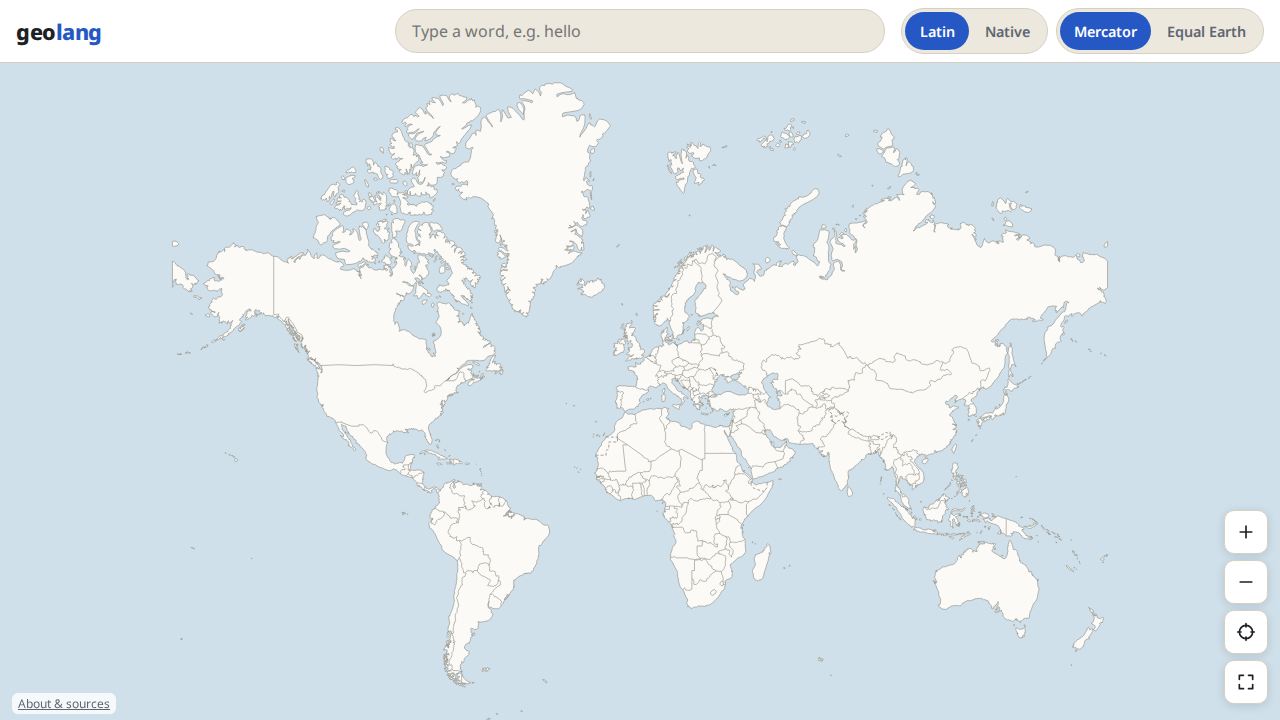 geolang
Type a word, e.g. hello
Latin
Native
Mercator
Equal Earth
About & sources